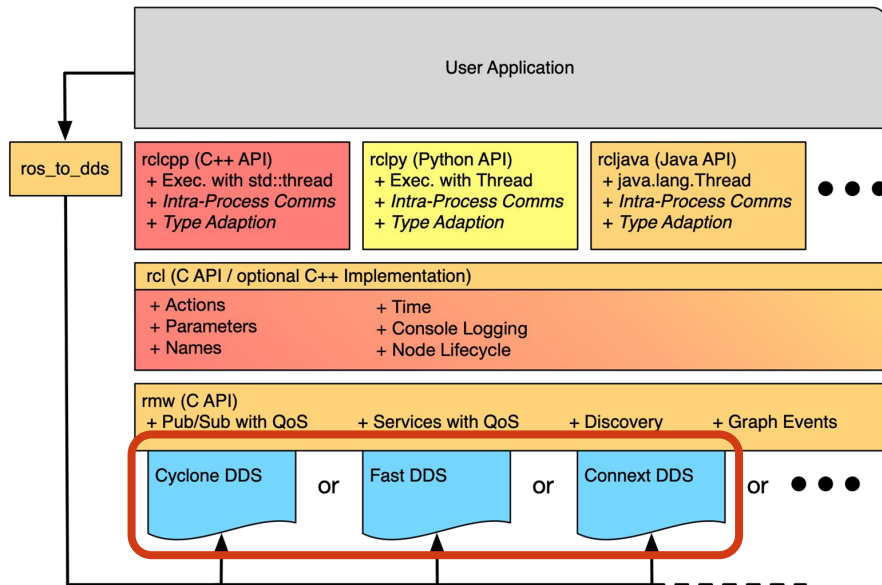 User Application
ros_to_dds
rclcpp (C++ API)
+ Exec. with std::thread
+ Intra-Process Comms
+ Type Adaption
rclpy (Python API)
+ Exec. with Thread
+ Intra-Process Comms
+ Type Adaption
rcljava (Java API)
+ java.lang.Thread
+ Intra-Process Comms
+ Type Adaption
rcl (C API / optional C++ Implementation)
+ Actions
+ Parameters
+ Names
+ Time
+ Console Logging
+ Node Lifecycle
rmw (C API)
+ Pub/Sub with QoS + Services with QoS + Discovery + Graph Events
Cyclone DDS or Fast DDS or Connext DDS or